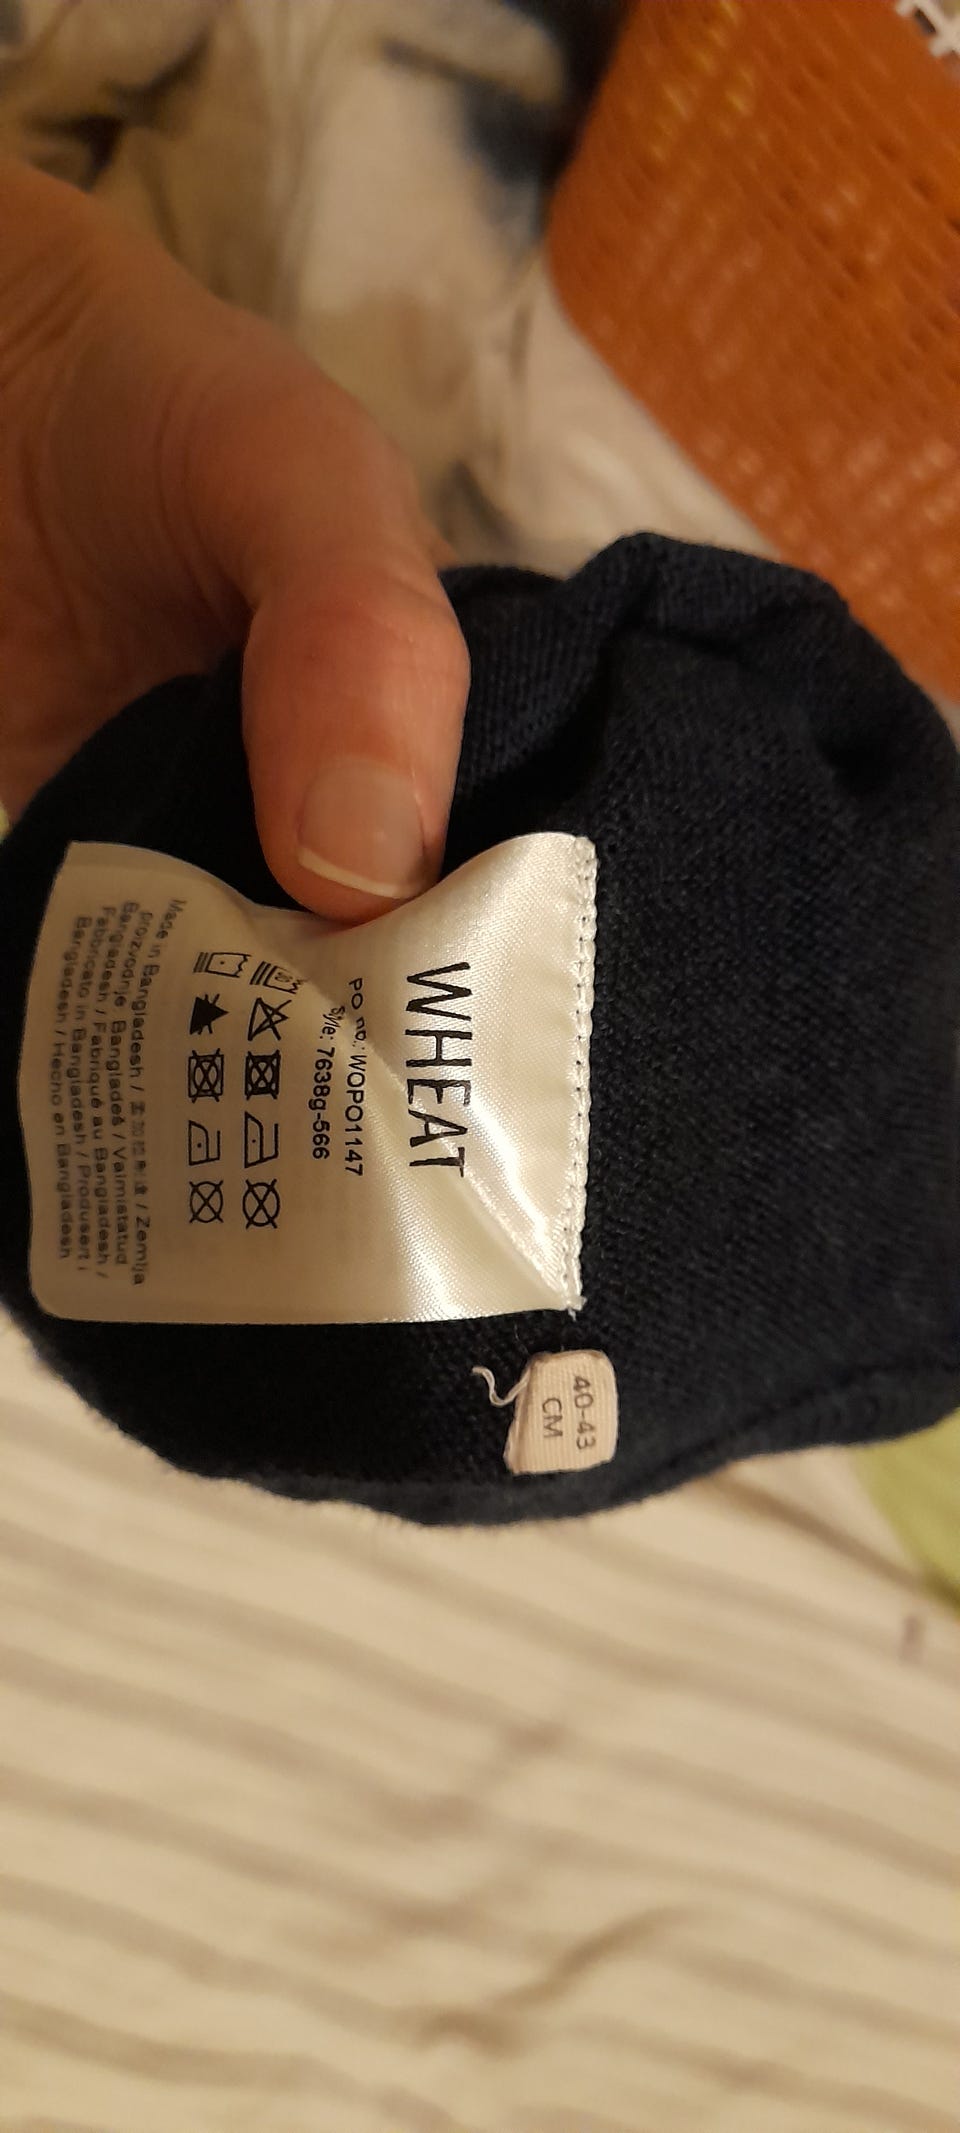 WHEAT
PO no.: WOPO1147
Style: 7638g-566
Made in Bangladesh / / Zemlja
proizvodnje Bangladeš / Valmistatud
Bangladesh / Fabriqué au Bangladesh /
Fabbricato in Bangladesh / Produsert i
Bangladesh / Hecho en Bangladesh
40-43
CM